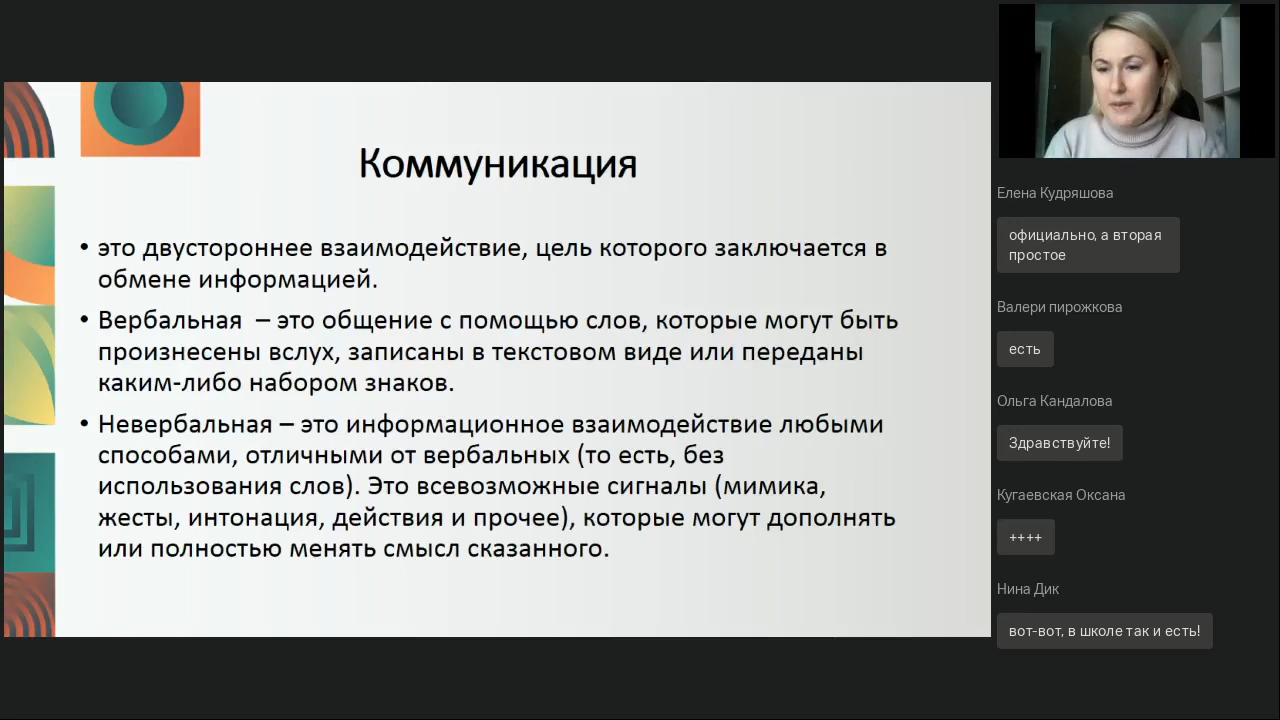 Коммуникация
• это двустороннее взаимодействие, цель которого заключается в
обмене информацией.
• Вербальная – это общение с помощью слов, которые могут быть
произнесены вслух, записаны в текстовом виде или переданы
каким-либо набором знаков.
• Невербальная – это информационное взаимодействие любыми
способами, отличными от вербальных (то есть, без
использования слов). Это всевозможные сигналы (мимика,
жесты, интонация, действия и прочее), которые могут дополнять
или полностью менять смысл сказанного.
Елена Кудряшова
официально, а вторая
простое
Валери пирожкова
есть
Ольга Кандалова
Здравствуйте!
Кугаевская Оксана
++++
Нина Дик
вот-вот, в школе так и есть!